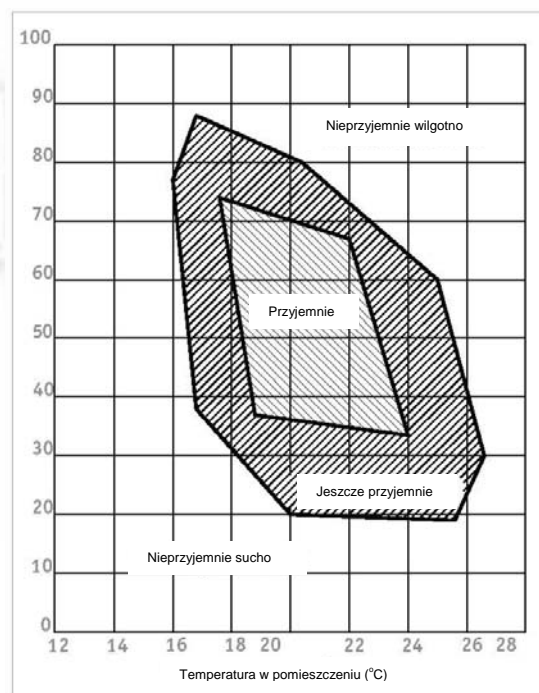 100
90
Nieprzyjemnie wilgotno
80
70
60
Przyjemnie
50
40
30
Jeszcze przyjemnie
20
Nieprzyjemnie sucho
10
0
12 14 16 18 20 22 24 26 28
Temperatura w pomieszczeniu (°C)